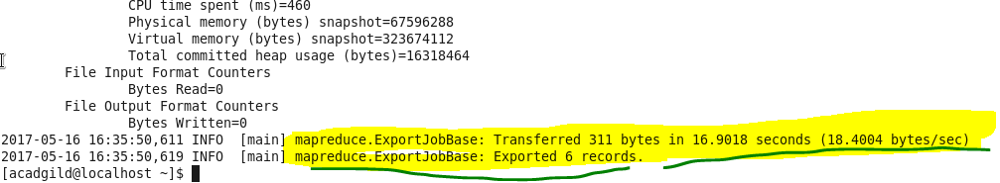 CPU time spent (ms)=460
Physical memory (bytes) snapshot=67596288
Virtual memory (bytes) snapshot=323674112
Total committed heap usage (bytes)=16318464
File Input Format Counters
Bytes Read=0
File Output Format Counters
Bytes Written=0
2017-05-16 16:35:50,611 INFO  [main] mapreduce.ExportJobBase: Transferred 311 bytes in 16.9018 seconds (18.4004 bytes/sec)
2017-05-16 16:35:50,619 INFO  [main] mapreduce.ExportJobBase: Exported 6 records.
[acadgild@localhost ~]$